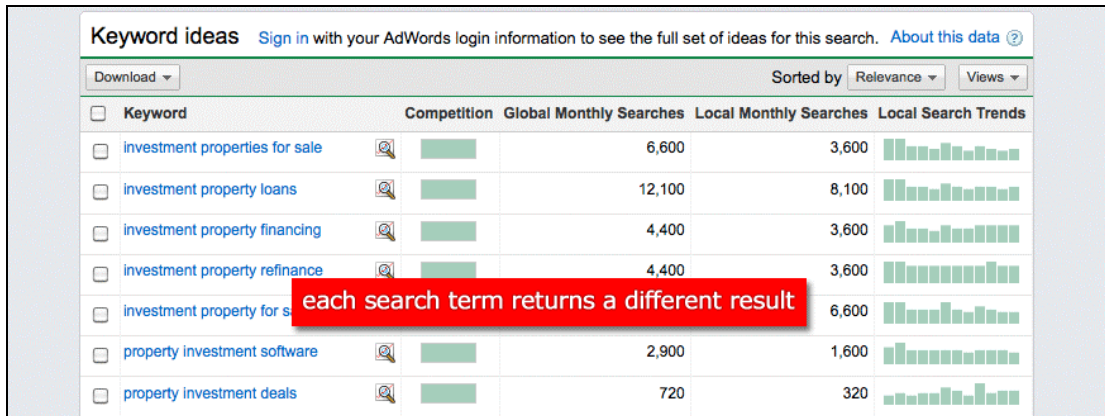 Keyword ideas Sign in with your AdWords login information to see the full set of ideas for this search. About this data ?
Download Sorted by Relevance Views
Keyword Competition Global Monthly Searches Local Monthly Searches Local Search Trends
investment properties for sale 6,600 3,600
investment property loans 12,100 8,100
investment property financing 4,400 3,600
investment property refinance 4,400 3,600
each search term returns a different result
investment property for 6,600
property investment software 2,900 1,600
property investment deals 720 320